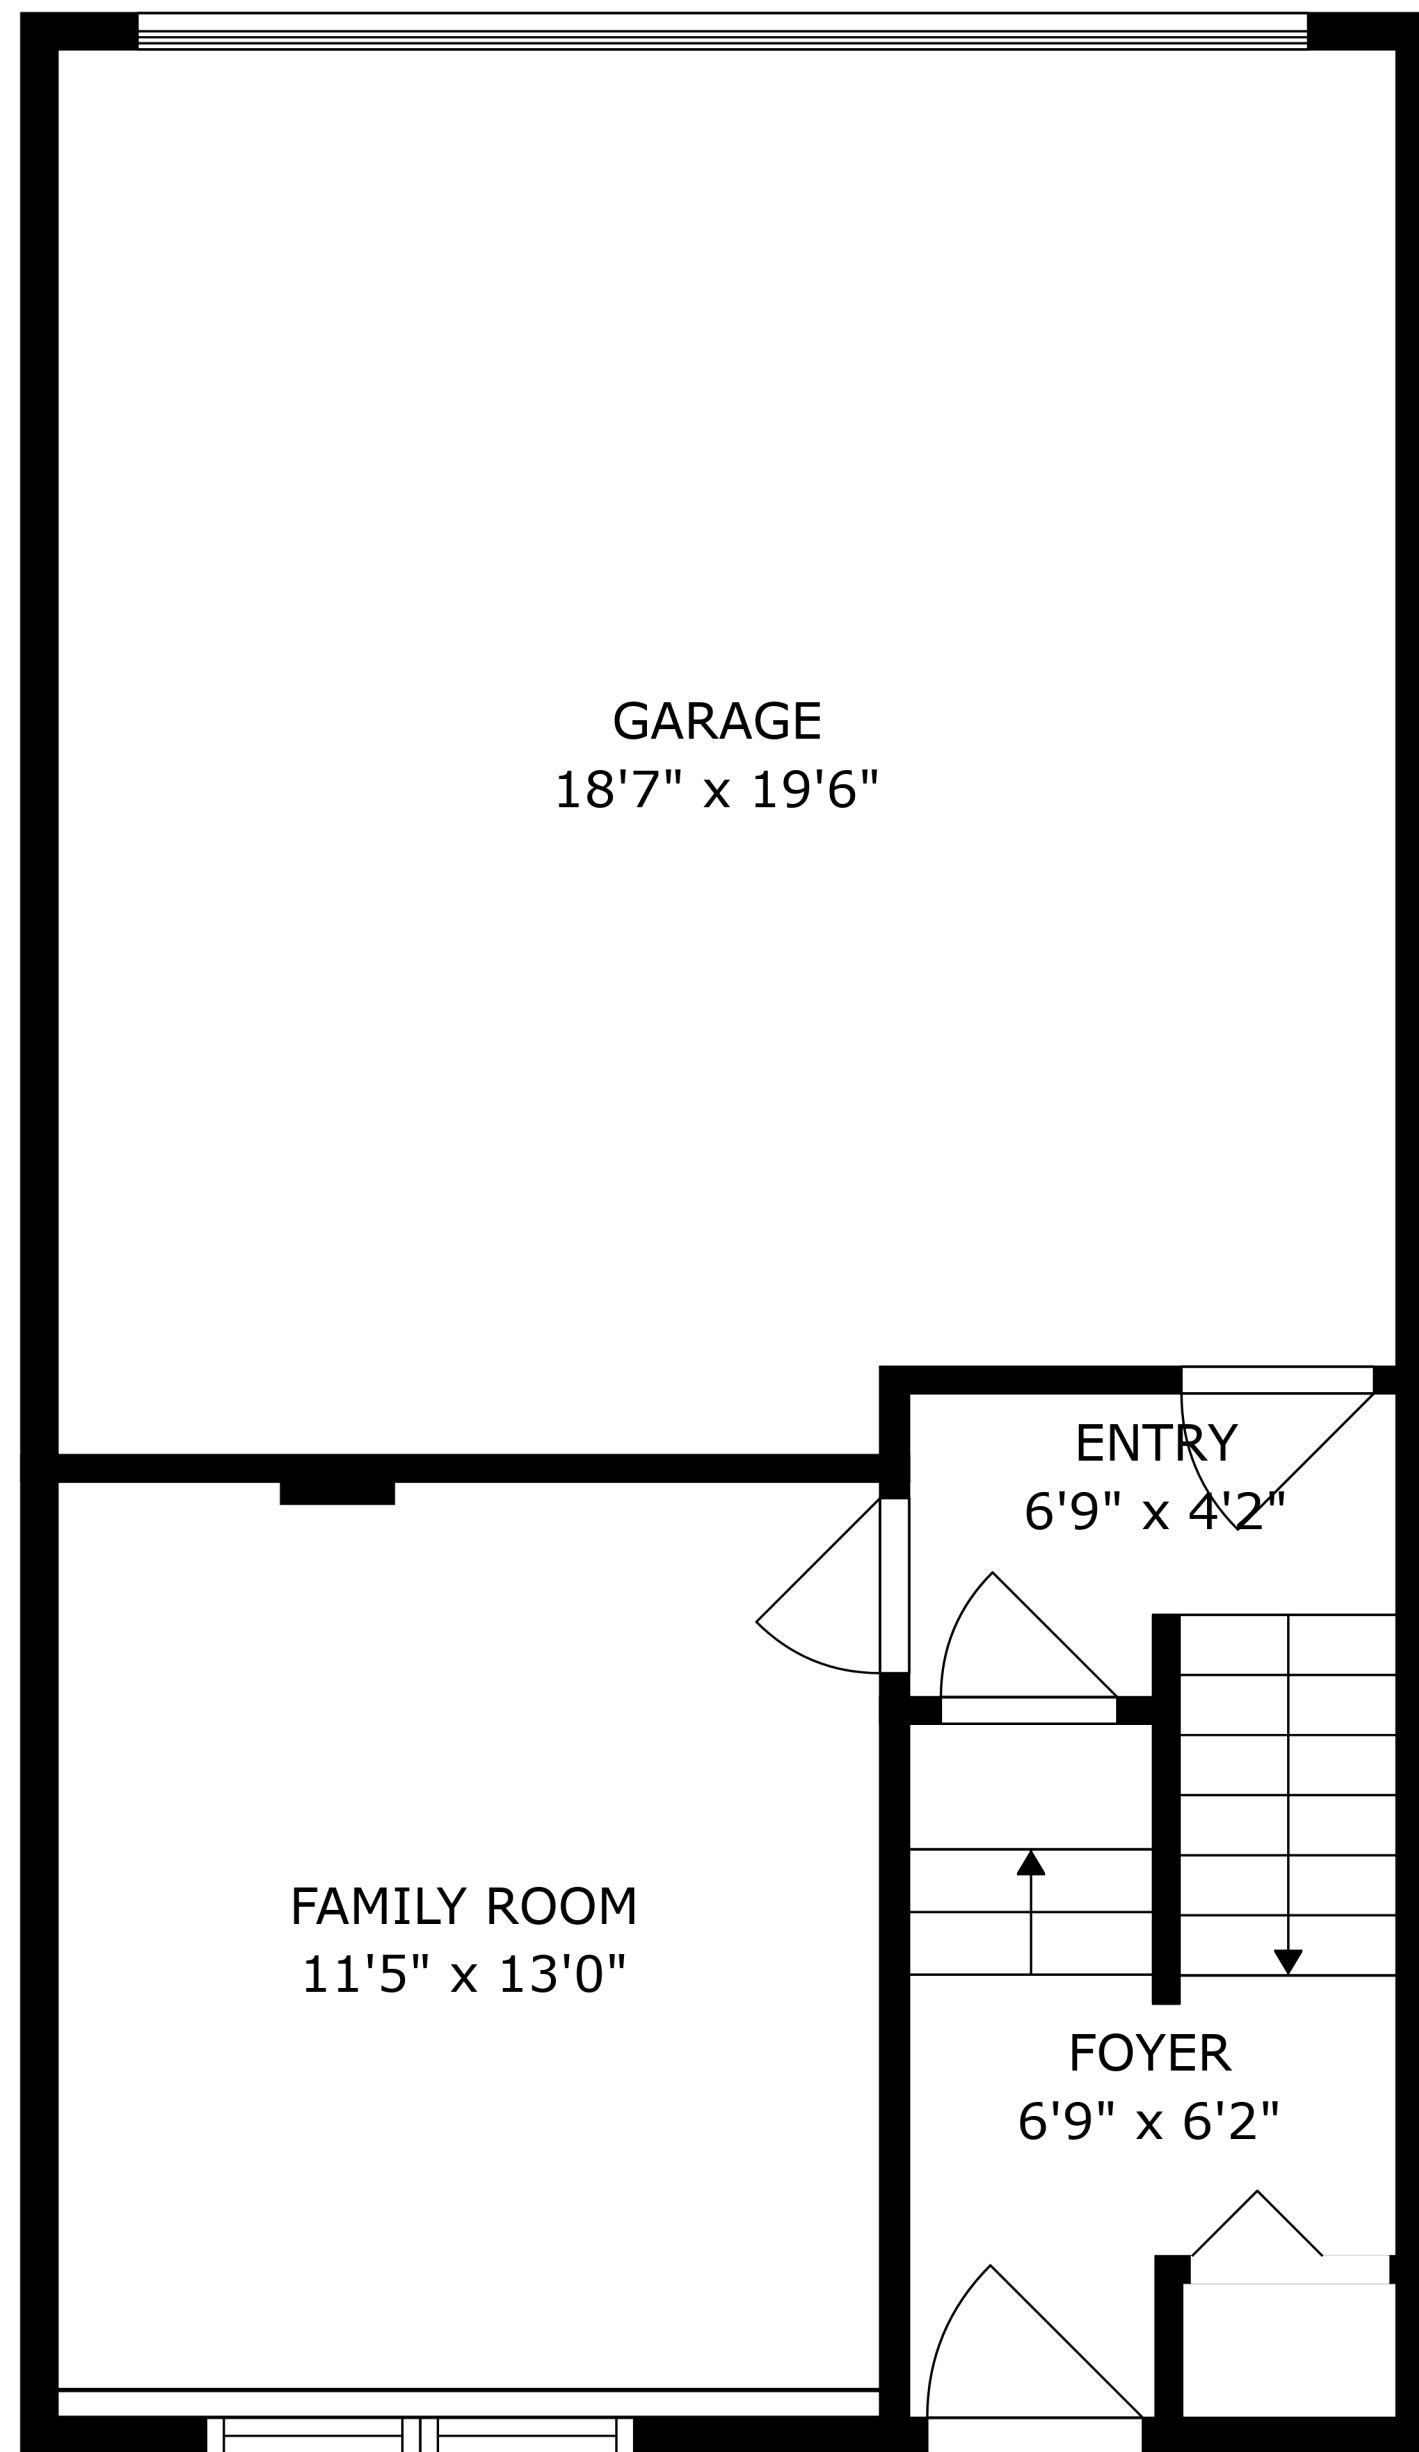 GARAGE
18'7" x 19'6"
ENTRY
6'9" x 4'2"
FAMILY ROOM
11'5" x 13'0"
FOYER
6'9" x 6'2"